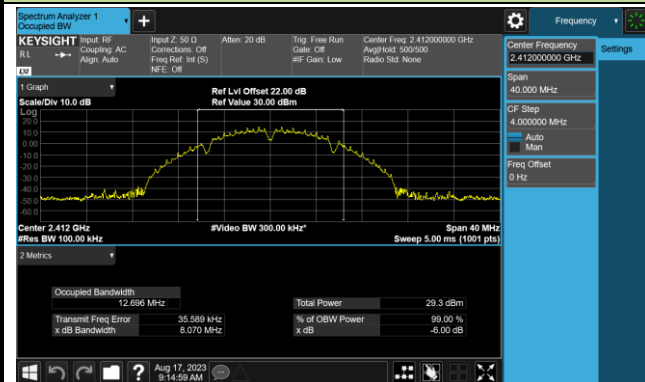 Spectrum Analyzer 1
Occupied BW
Frequency
KEYSIGHT
RL
Input: RF
Coupling: AC
Align: Auto
Input Z: 50 Ω
Corrections: Off
Freq Ref: Int (S)
NFE: Off
Atten: 20 dB
Trig: Free Run
Gate: Off
#IF Gain: Low
Center Freq: 2.412000000 GHz
Avg|Hold: 500/500
Radio Std: None
1 Graph
Scale/Div 10.0 dB
Ref Lvl Offset 22.00 dB
Ref Value 30.00 dBm
Log
20.0
10.0
0.00
-10.0
-20.0
-30.0
-40.0
-50.0
-60.0
Center 2.412 GHz
#Res BW 100.00 kHz
#Video BW 300.00 kHz*
Span 40 MHz
Sweep 5.00 ms (1001 pts)
2 Metrics
Occupied Bandwidth
12.696 MHz
Total Power 29.3 dBm
Transmit Freq Error 35.589 kHz
% of OBW Power 99.00 %
x dB Bandwidth 8.070 MHz
x dB -6.00 dB
Center Frequency
2.412000000 GHz
Settings
Span
40.000 MHz
CF Step
4.000000 MHz
Auto
Man
Freq Offset
0 Hz
Aug 17, 2023
9:14:59 AM